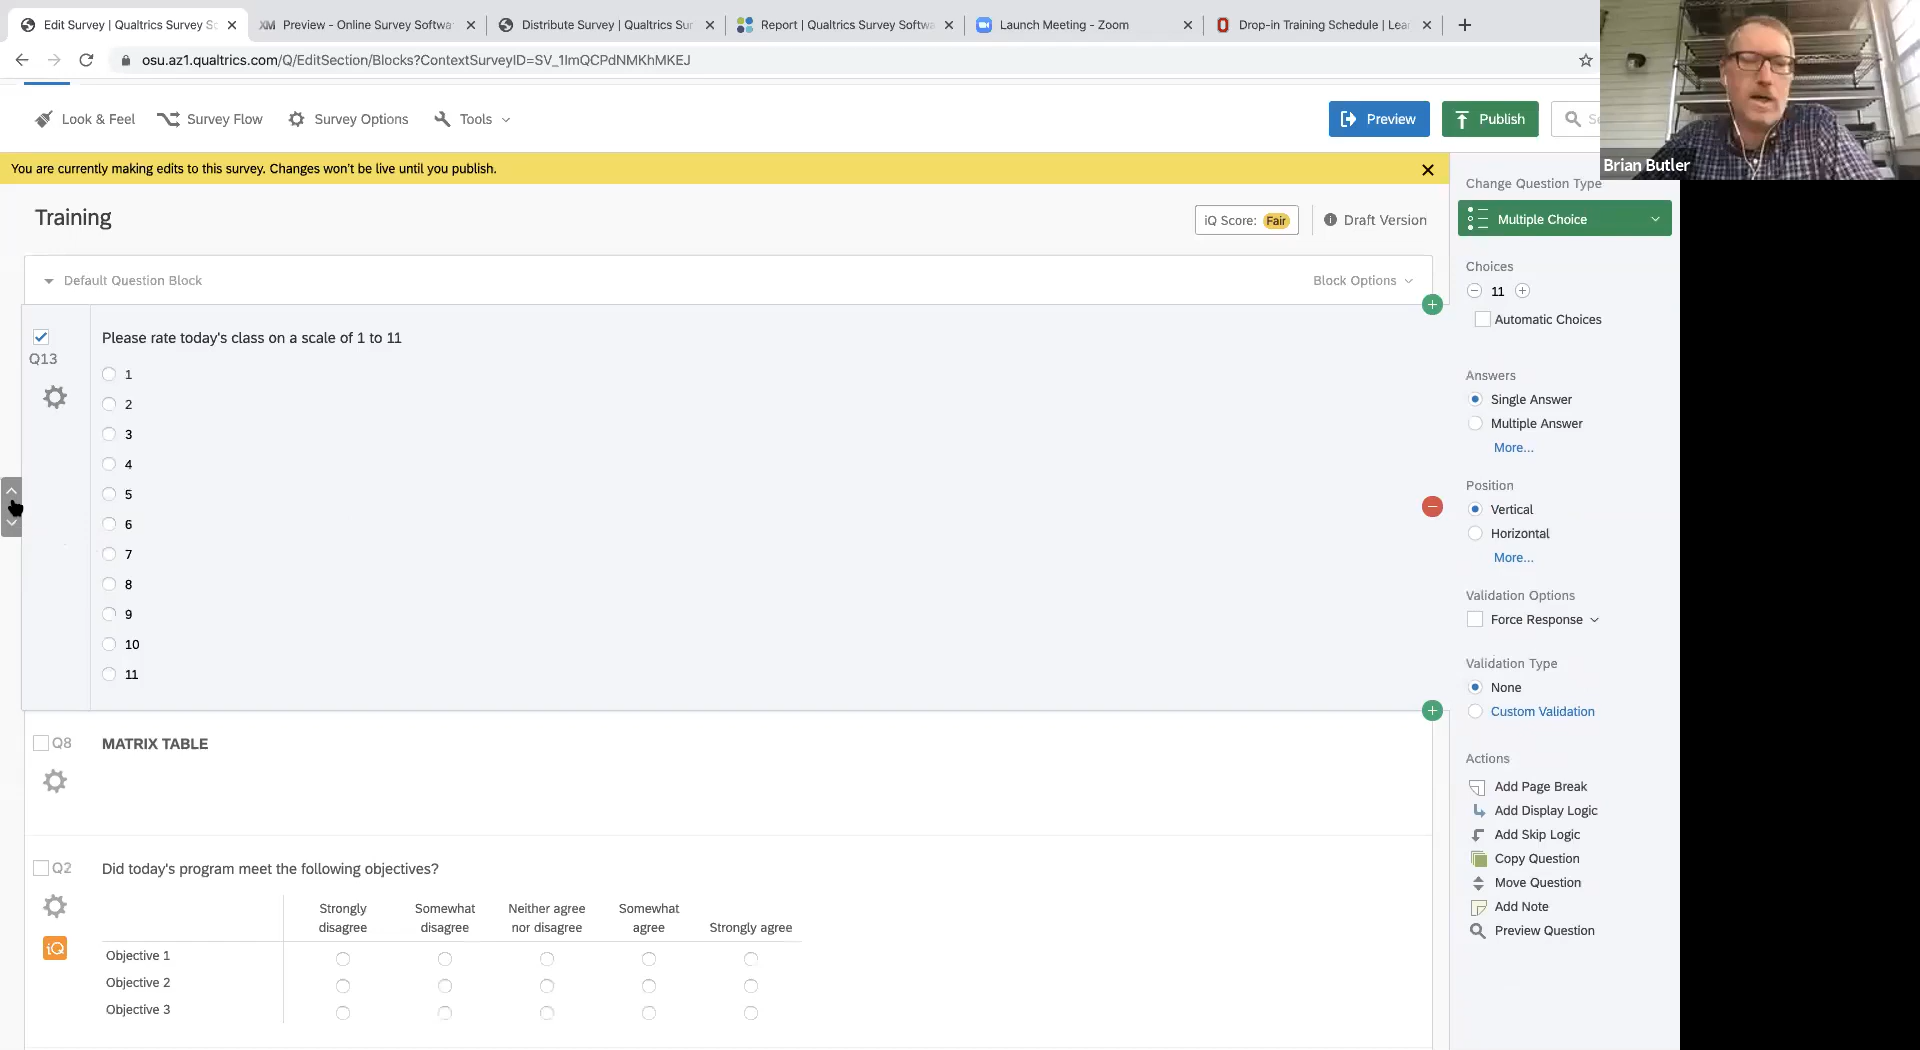 Edit Survey | Qualtrics Survey So
Preview - Online Survey Softwa
Distribute Survey | Qualtrics Sur
Report | Qualtrics Survey Softwa
Launch Meeting - Zoom
Drop-in Training Schedule | Lear
osu.az1.qualtrics.com/Q/EditSection/Blocks?ContextSurveyID=SV_1lmQCPdNMKhMKEJ
Look & Feel
Survey Flow
Survey Options
Tools
Preview
Publish
Brian Butler
You are currently making edits to this survey. Changes won't be live until you publish.
Training
iQ Score: Fair
Draft Version
Default Question Block
Block Options
Q13
Please rate today's class on a scale of 1 to 11
1
2
3
4
5
6
7
8
9
10
11
Q8
MATRIX TABLE
Q2
Did today's program meet the following objectives?
iQ
Strongly disagree
Somewhat disagree
Neither agree nor disagree
Somewhat agree
Strongly agree
Objective 1
Objective 2
Objective 3
Change Question Type
Multiple Choice
Choices
11
Automatic Choices
Answers
Single Answer
Multiple Answer
More...
Position
Vertical
Horizontal
More...
Validation Options
Force Response
Validation Type
None
Custom Validation
Actions
Add Page Break
Add Display Logic
Add Skip Logic
Copy Question
Move Question
Add Note
Preview Question